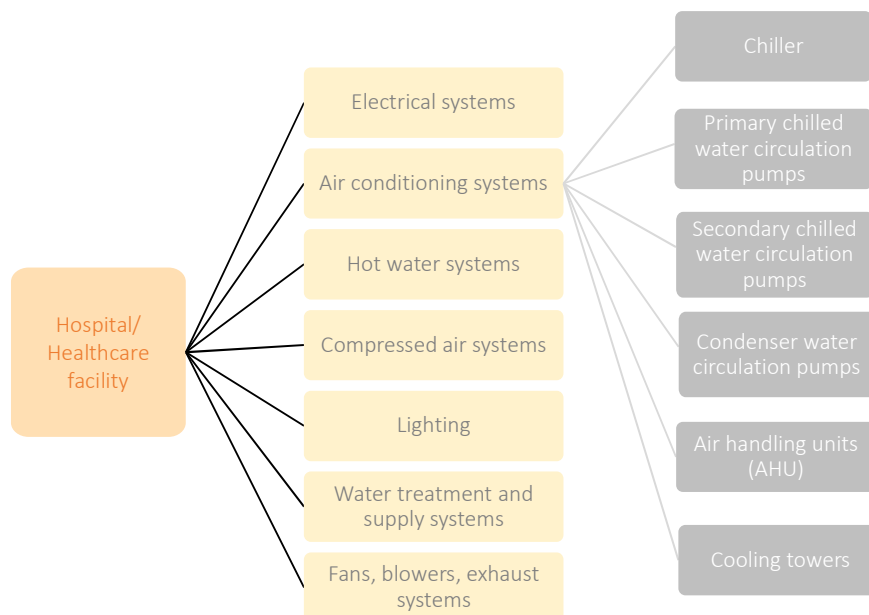 Hospital/
Healthcare
facility
Electrical systems
Air conditioning systems
Hot water systems
Compressed air systems
Lighting
Water treatment and
supply systems
Fans, blowers, exhaust
systems
Chiller
Primary chilled
water circulation
pumps
Secondary chilled
water circulation
pumps
Condenser water
circulation pumps
Air handling units
(AHU)
Cooling towers